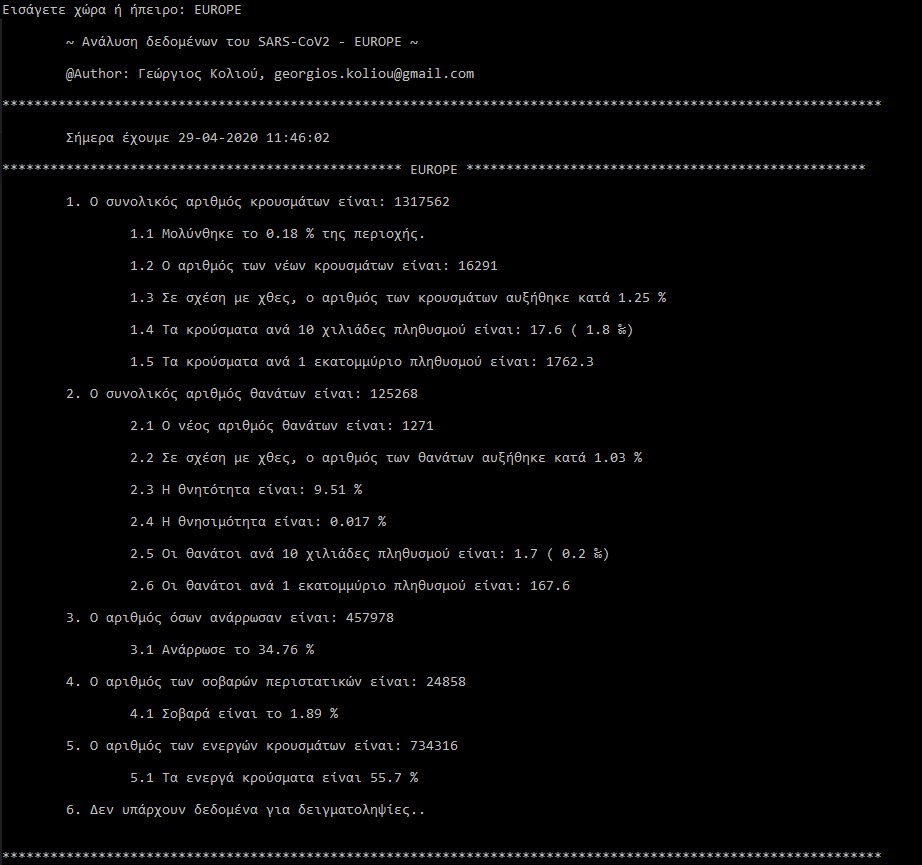 Εισάγετε χώρα ή ήπειρο: EUROPE
~ Ανάλυση δεδομένων του SARS-CoV2 - EUROPE ~
@Author: Γεώργιος Κολιού, georgios.koliou@gmail.com
**************************************************************************************************************
Σήμερα έχουμε 29-04-2020 11:46:02
************************************************** EUROPE **************************************************
1. Ο συνολικός αριθμός κρουσμάτων είναι: 1317562
1.1 Μολύνθηκε το 0.18 % της περιοχής.
1.2 Ο αριθμός των νέων κρουσμάτων είναι: 16291
1.3 Σε σχέση με χθες, ο αριθμός των κρουσμάτων αυξήθηκε κατά 1.25 %
1.4 Τα κρούσματα ανά 10 χιλιάδες πληθυσμού είναι: 17.6 ( 1.8 ‰)
1.5 Τα κρούσματα ανά 1 εκατομμύριο πληθυσμού είναι: 1762.3
2. Ο συνολικός αριθμός θανάτων είναι: 125268
2.1 Ο νέος αριθμός θανάτων είναι: 1271
2.2 Σε σχέση με χθες, ο αριθμός των θανάτων αυξήθηκε κατά 1.03 %
2.3 Η θνητότητα είναι: 9.51 %
2.4 Η θνησιμότητα είναι: 0.017 %
2.5 Οι θανάτοι ανά 10 χιλιάδες πληθυσμού είναι: 1.7 ( 0.2 ‰)
2.6 Οι θανάτοι ανά 1 εκατομμύριο πληθυσμού είναι: 167.6
3. Ο αριθμός όσων ανάρρωσαν είναι: 457978
3.1 Ανάρρωσε το 34.76 %
4. Ο αριθμός των σοβαρών περιστατικών είναι: 24858
4.1 Σοβαρά είναι το 1.89 %
5. Ο αριθμός των ενεργών κρουσμάτων είναι: 734316
5.1 Τα ενεργά κρούσματα είναι 55.7 %
6. Δεν υπάρχουν δεδομένα για δειγματοληψίες..
**************************************************************************************************************